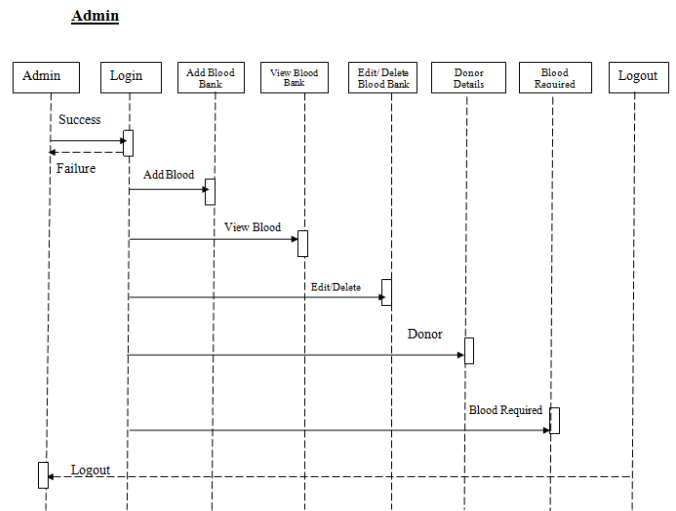 Admin
Admin
Login
Add Blood
Bank
View Blood
Bank
Edit/Delete
Blood Bank
Donor
Details
Blood
Required
Logout
Success
Failure
Add Blood
View Blood
Edit/Delete
Donor
Blood Required
Logout